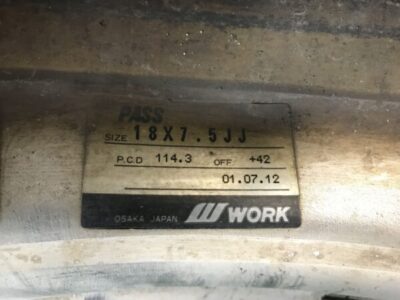 PASS
SIZE 18X7.5JJ
P.C.D 114.3 OFF +42
01.07.12
OSAKA JAPAN W WORK